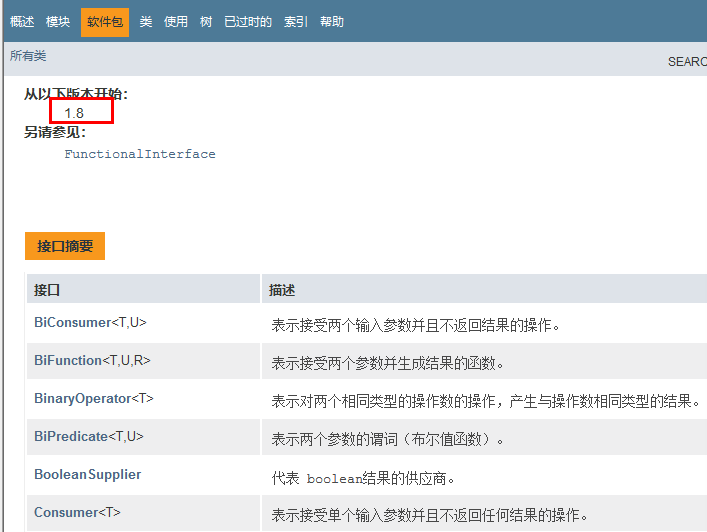 概述 模块 软件包 类 使用 树 已过时的 索引 帮助
所有类
SEARC
从以下版本开始：
1.8
另请参见：
FunctionalInterface
接口摘要
接口 描述
BiConsumer<T,U> 表示接受两个输入参数并且不返回结果的操作。
BiFunction<T,U,R> 表示接受两个参数并生成结果的函数。
BinaryOperator<T> 表示对两个相同类型的操作数的操作，产生与操作数相同类型的结果。
BiPredicate<T,U> 表示两个参数的谓词（布尔值函数）。
BooleanSupplier 代表 boolean结果的供应商。
Consumer<T> 表示接受单个输入参数并且不返回任何结果的操作。